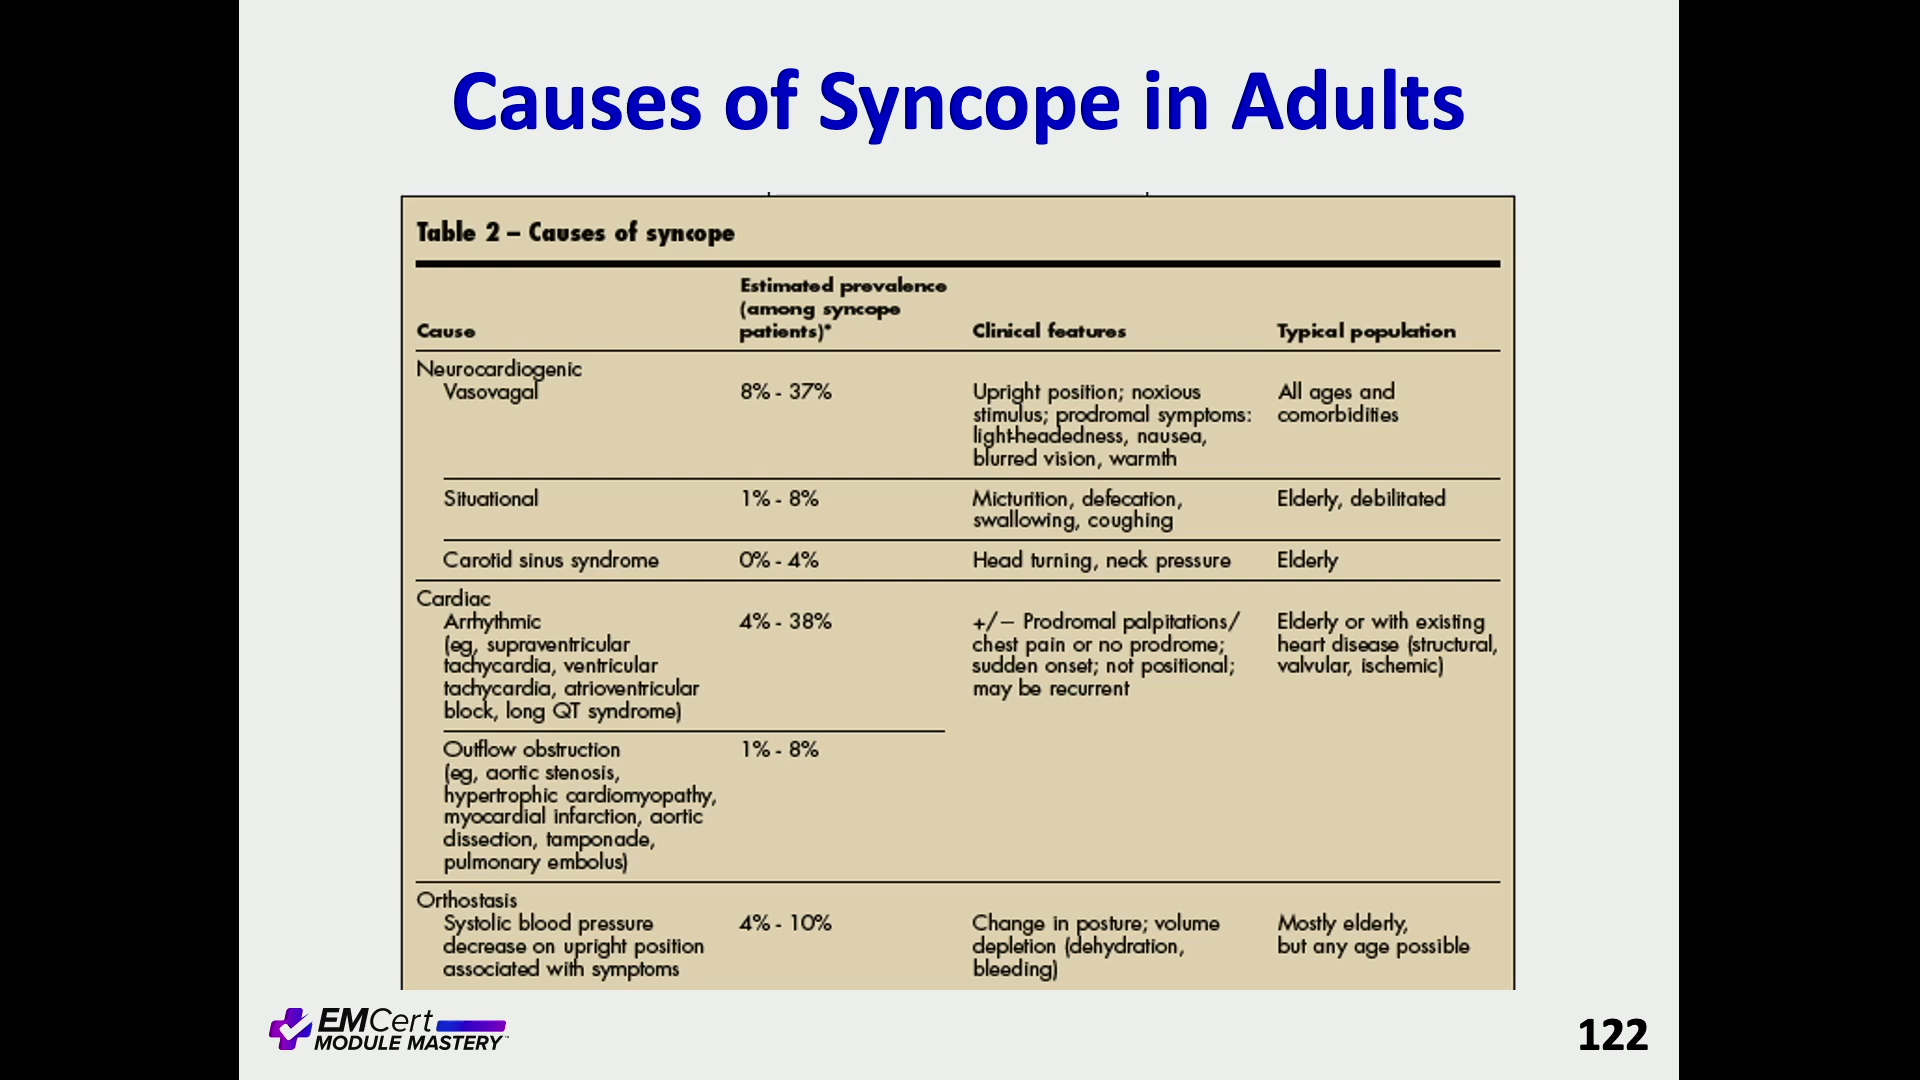 Causes of Syncope in Adults
Table 2 – Causes of syncope
Cause
Estimated prevalence
(among syncope
patients)*
Clinical features
Typical population
Neurocardiogenic
Vasovagal
8% - 37%
Upright position; noxious
stimulus; prodromal symptoms:
light-headedness, nausea,
blurred vision, warmth
All ages and
comorbidities
Situational
1% - 8%
Micturition, defecation,
swallowing, coughing
Elderly, debilitated
Carotid sinus syndrome
0% - 4%
Head turning, neck pressure
Elderly
Cardiac
Arrhythmic
(eg, supraventricular
tachycardia, ventricular
tachycardia, atrioventricular
block, long QT syndrome)
4% - 38%
+/− Prodromal palpitations/
chest pain or no prodrome;
sudden onset; not positional;
may be recurrent
Elderly or with existing
heart disease (structural,
valvular, ischemic)
Outflow obstruction
(eg, aortic stenosis,
hypertrophic cardiomyopathy,
myocardial infarction, aortic
dissection, tamponade,
pulmonary embolus)
1% - 8%
Orthostasis
Systolic blood pressure
decrease on upright position
associated with symptoms
4% - 10%
Change in posture; volume
depletion (dehydration,
bleeding)
Mostly elderly,
but any age possible
EMCert
MODULE MASTERY™
122